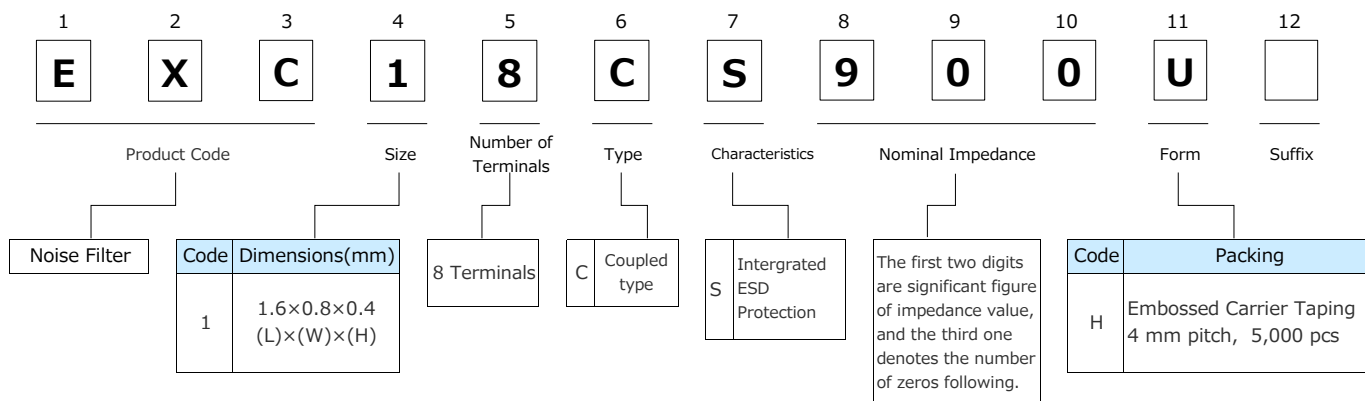 1 2 3 4 5 6 7 8 9 10 11 12
E X C 1 8 C S 9 0 0 U
Product Code
Size
Number of
Terminals
Type
Characteristics
Nominal Impedance
Form
Suffix
Noise Filter
Code Dimensions(mm)
1 1.6×0.8×0.4
(L)×(W)×(H)
8 Terminals
C Coupled
type
S Intergrated
ESD
Protection
The first two digits
are significant figure
of impedance value,
and the third one
denotes the number
of zeros following.
Code Packing
H Embossed Carrier Taping
4 mm pitch, 5,000 pcs